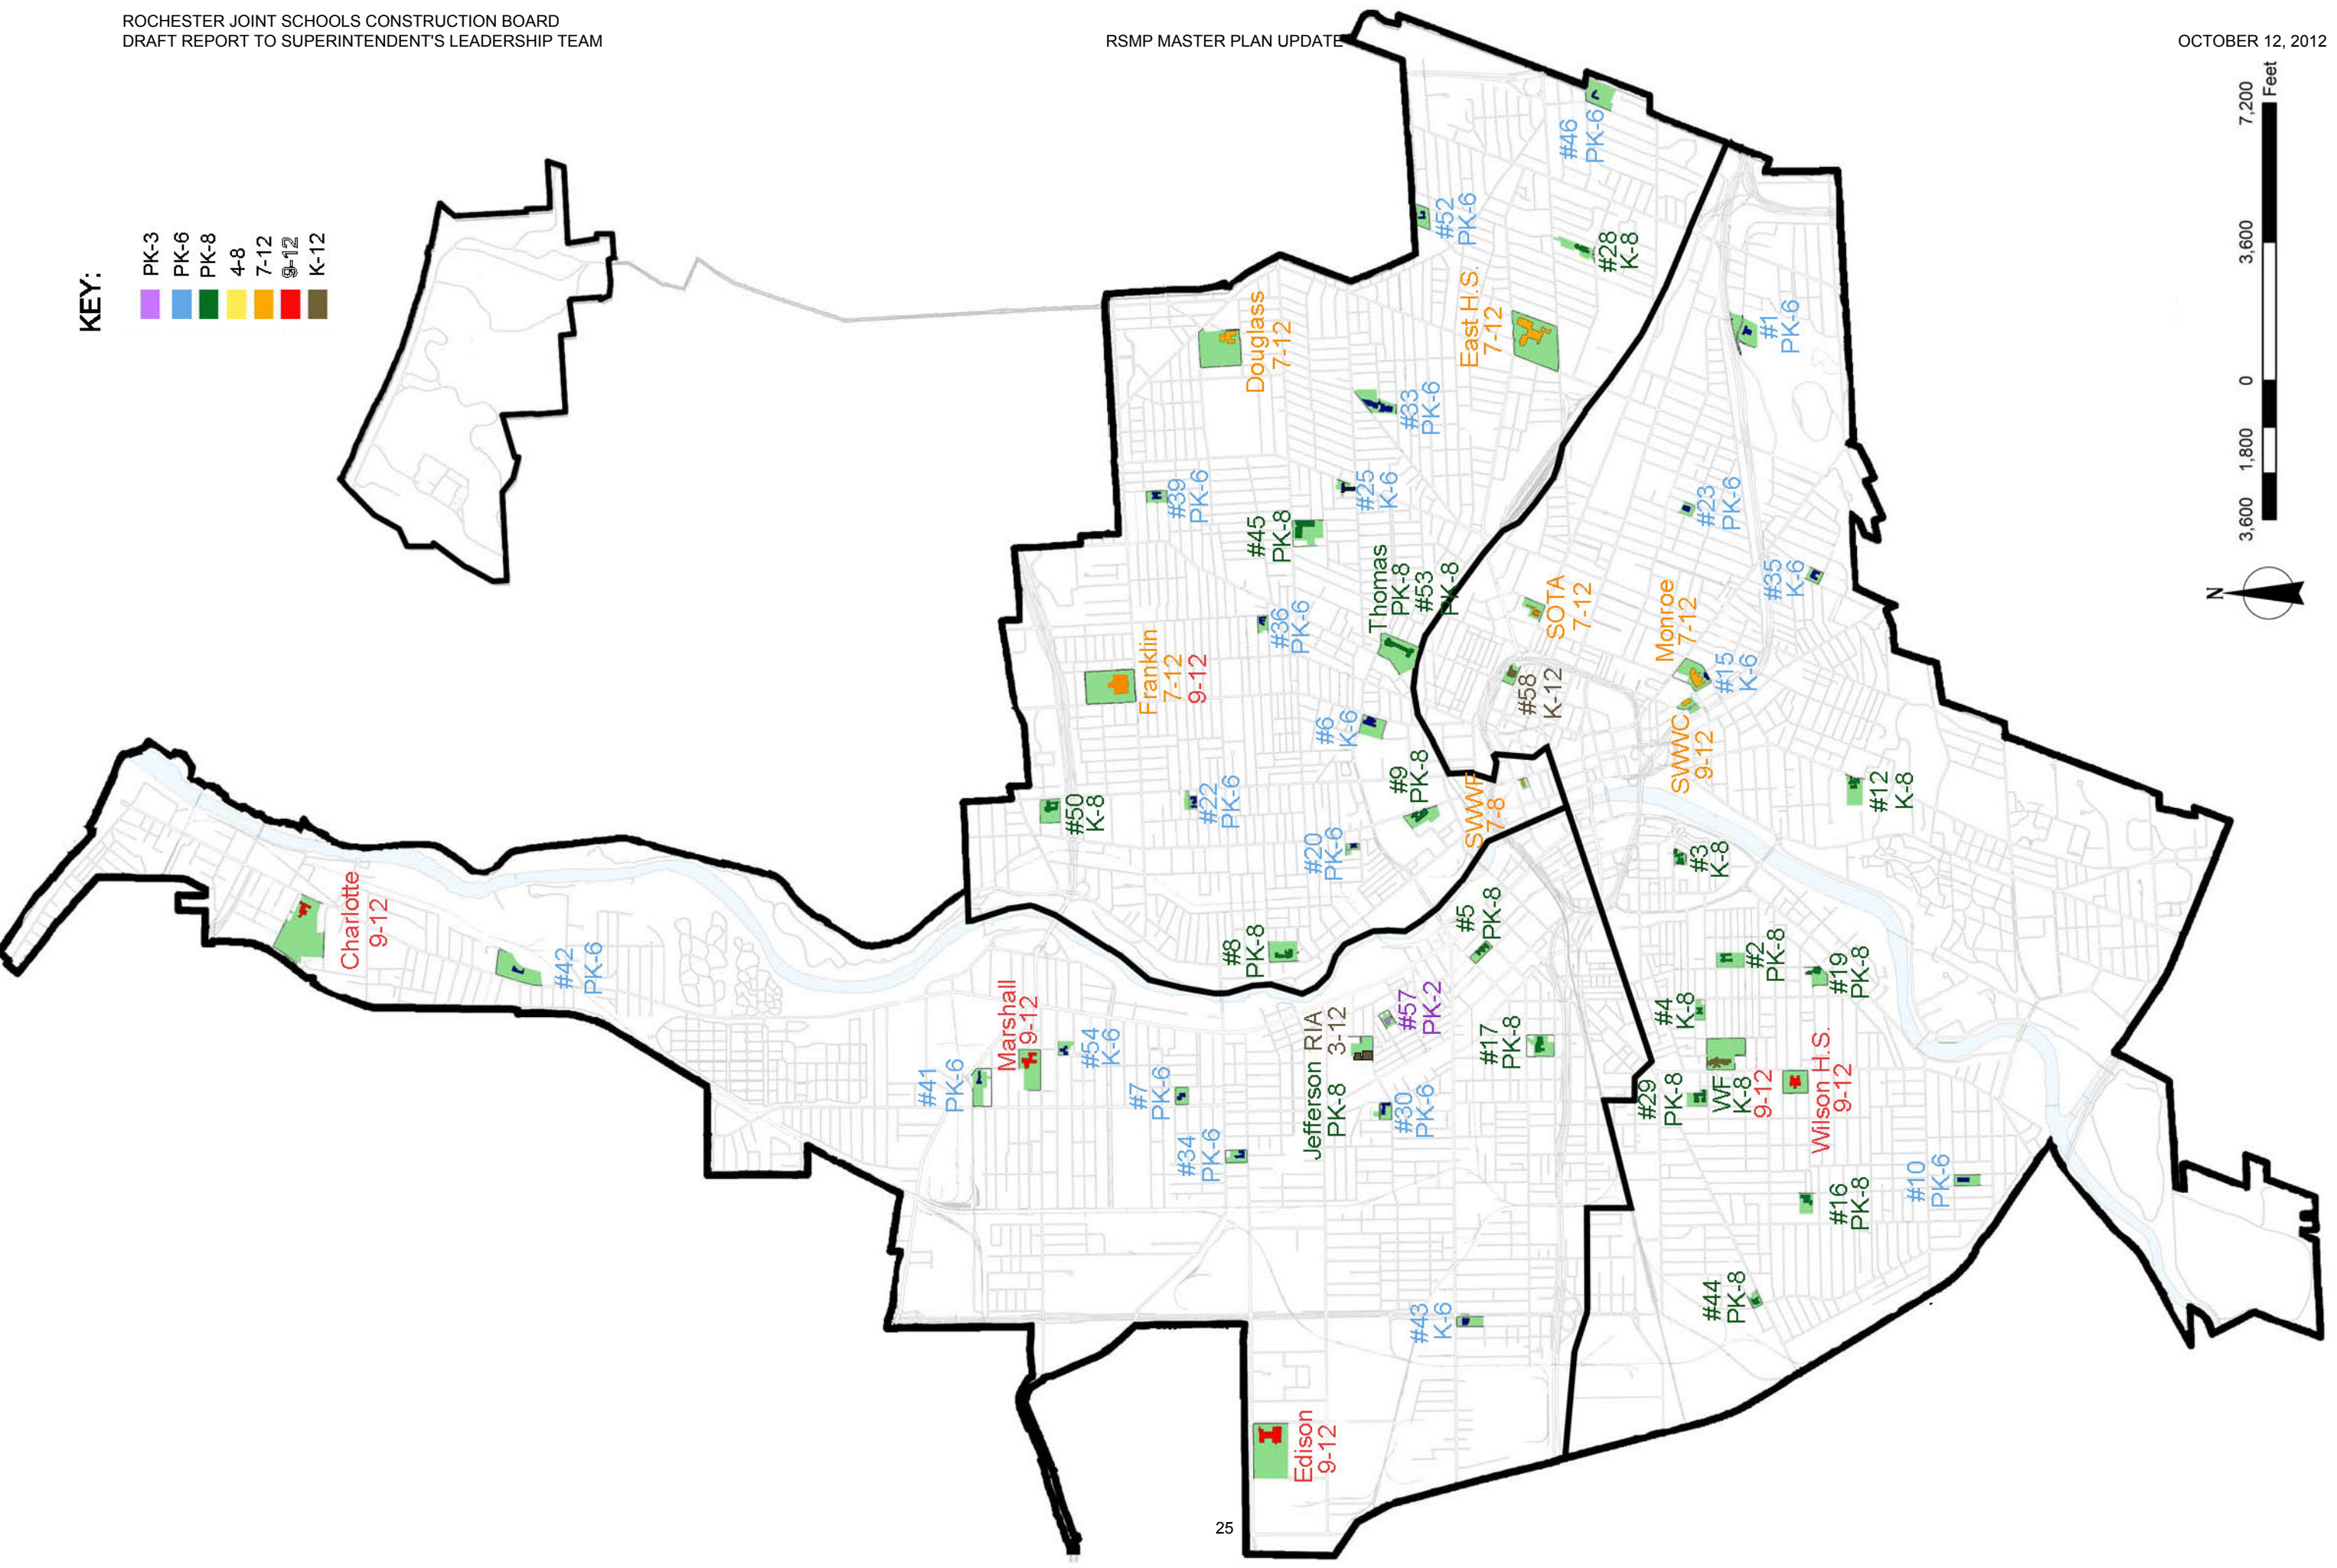 ROCHESTER JOINT SCHOOLS CONSTRUCTION BOARD
DRAFT REPORT TO SUPERINTENDENT'S LEADERSHIP TEAM
RSMP MASTER PLAN UPDATE
OCTOBER 12, 2012
KEY:
PK-3
PK-6
PK-8
4-8
7-12
9-12
K-12
Charlotte
9-12
#42
PK-6
#41
PK-6
Marshall
9-12
#54
K-6
#7
PK-6
#34
PK-6
Jefferson
PK-8
RIA
3-12
#57
PK-2
#30
PK-6
#17
PK-8
#5
PK-8
#43
K-6
Edison
9-12
#50
K-8
#22
PK-6
#20
PK-6
#8
PK-8
#9
PK-8
#6
K-6
Franklin
7-12
9-12
#36
PK-6
#39
PK-6
#45
PK-8
#25
K-6
Thomas
PK-8
#53
PK-8
Douglass
7-12
#33
PK-6
East H.S.
7-12
#52
PK-6
#46
PK-6
#28
K-8
#1
PK-6
#23
PK-6
#35
K-6
SOTA
7-12
Monroe
7-12
#15
K-6
#58
K-12
SWWC
9-12
SWWF
7-8
#12
K-8
#3
K-8
#2
PK-8
#19
PK-8
#4
K-8
#29
PK-8
WF
K-8
9-12
Wilson H.S.
9-12
#16
PK-8
#10
PK-6
#44
PK-8
3,600
1,800
0
3,600
7,200
Feet
N
25